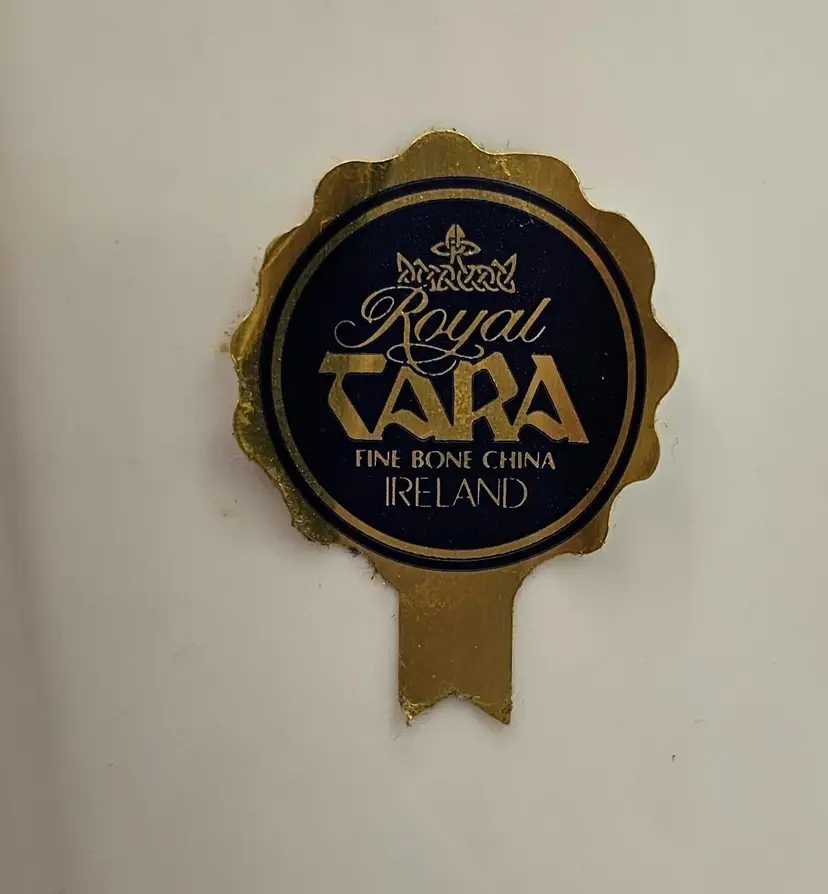 Royal
TARA
FINE BONE CHINA
IRELAND